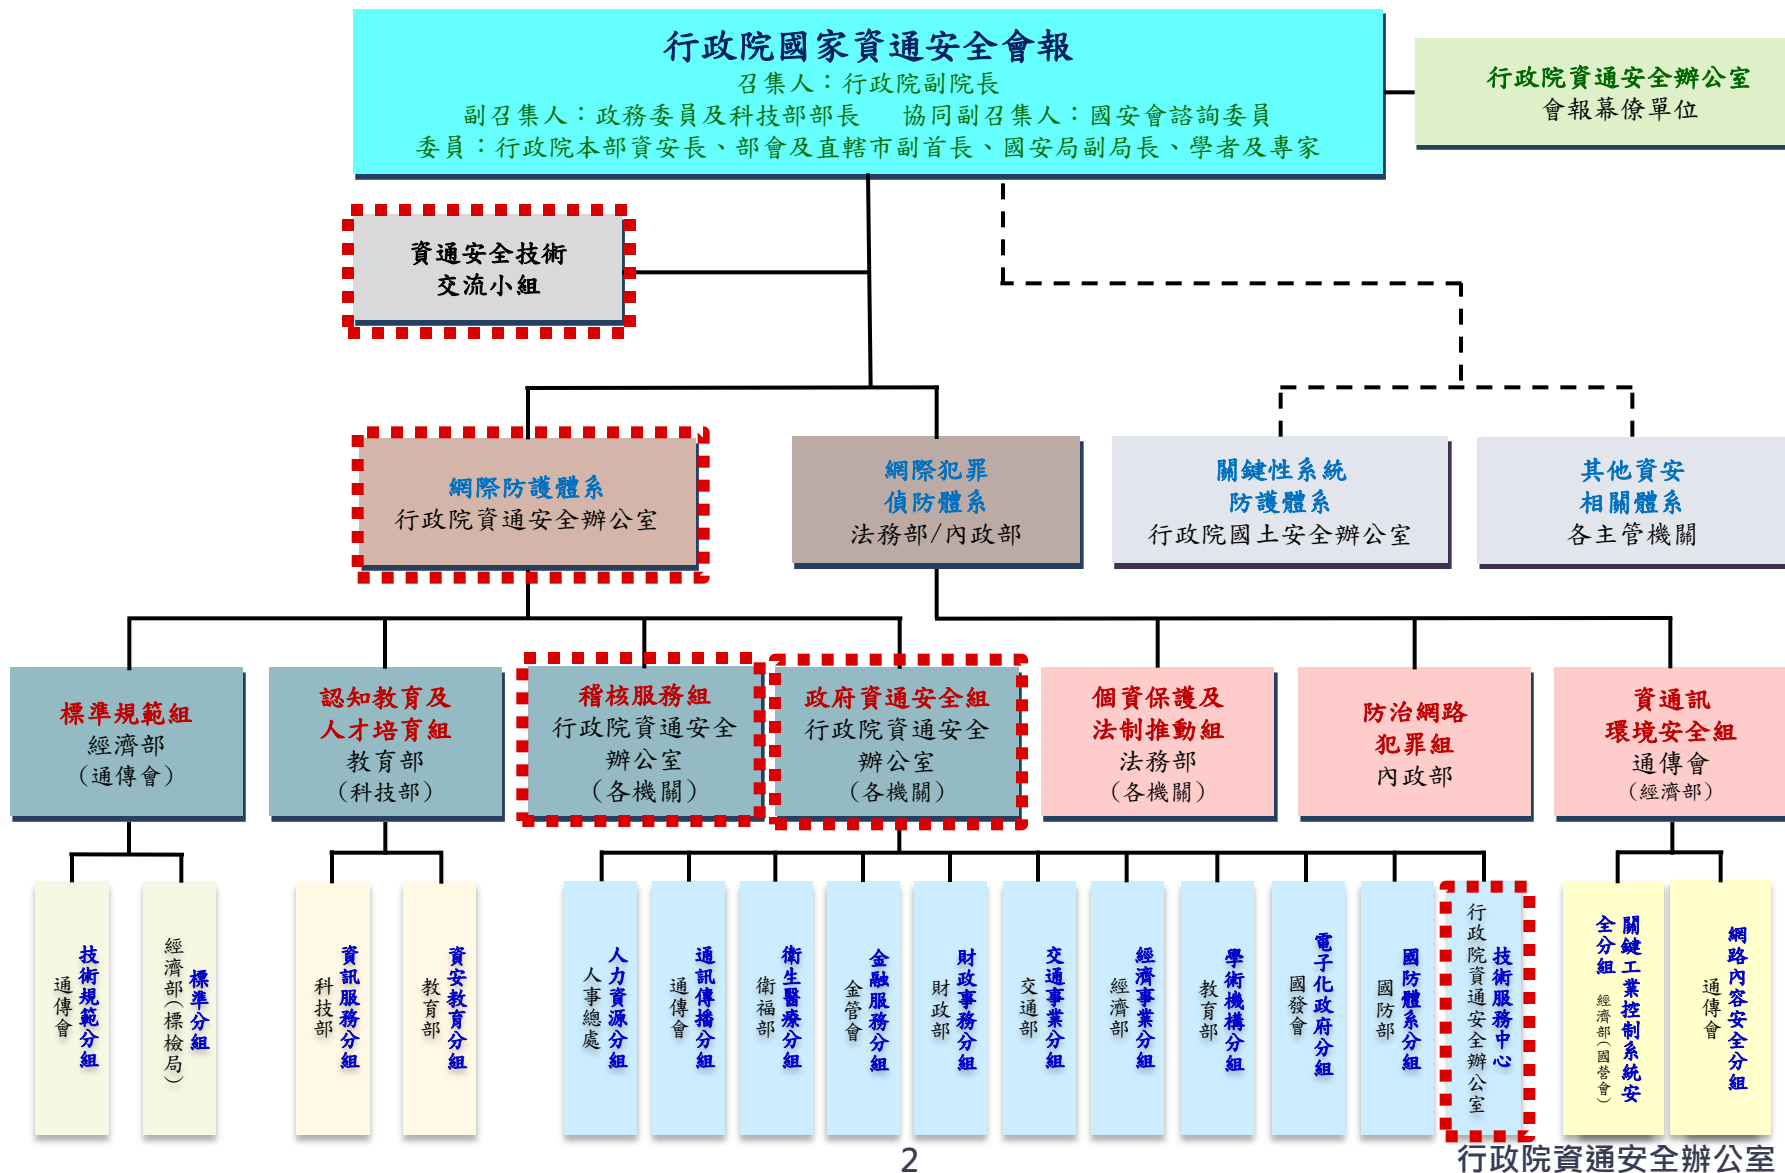 行政院國家資通安全會報
召集人：行政院副院長
副召集人：政務委員及科技部部長　協同副召集人：國安會諮詢委員
委員：行政院本部資安長、部會及直轄市副首長、國安局副局長、學者及專家
行政院資通安全辦公室
會報幕僚單位
資通安全技術
交流小組
網際防護體系
行政院資通安全辦公室
網際犯罪
偵防體系
法務部/內政部
關鍵性系統
防護體系
行政院國土安全辦公室
其他資安
相關體系
各主管機關
標準規範組
經濟部
(通傳會)
認知教育及
人才培育組
教育部
(科技部)
稽核服務組
行政院資通安全
辦公室
(各機關)
政府資通安全組
行政院資通安全
辦公室
(各機關)
個資保護及
法制推動組
法務部
(各機關)
防治網路
犯罪組
內政部
資通訊
環境安全組
通傳會
(經濟部)
技術規範分組
通傳會
標準分組
經濟部(標檢局)
資訊服務分組
科技部
資安教育分組
教育部
人力資源分組
人事總處
通訊傳播分組
通傳會
衛生醫療分組
衛福部
金融服務分組
金管會
財政事務分組
財政部
交通事業分組
交通部
經濟事業分組
經濟部
學術機構分組
教育部
電子化政府分組
國發會
國防體系分組
國防部
技術服務中心
行政院資通安全辦公室
關鍵工業控制系統安
全分組 經濟部(國營會)
網路內容安全分組
通傳會
2
行政院資通安全辦公室